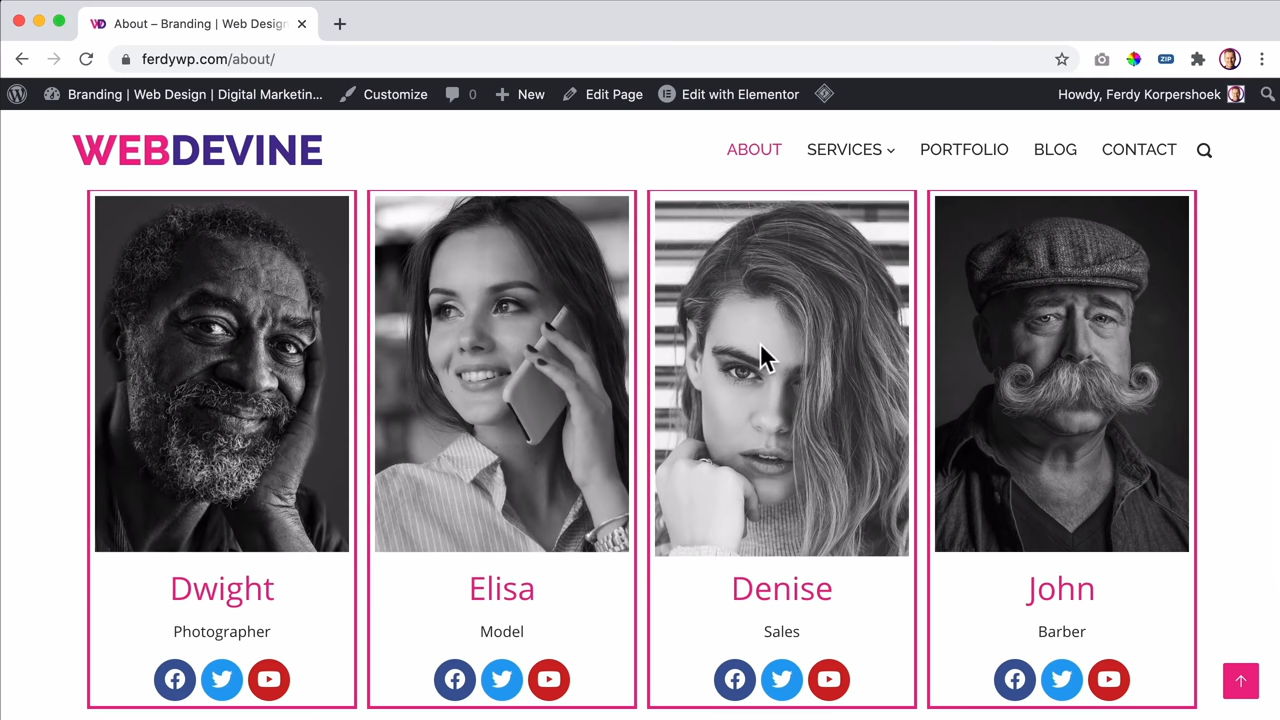 About – Branding | Web Design
ferdywp.com/about/
ZIP
Branding | Web Design | Digital Marketin...
Customize
0
New
Edit Page
Edit with Elementor
Howdy, Ferdy Korpershoek
WEBDEVINE
ABOUT
SERVICES
PORTFOLIO
BLOG
CONTACT
Dwight
Photographer
Elisa
Model
Denise
Sales
John
Barber